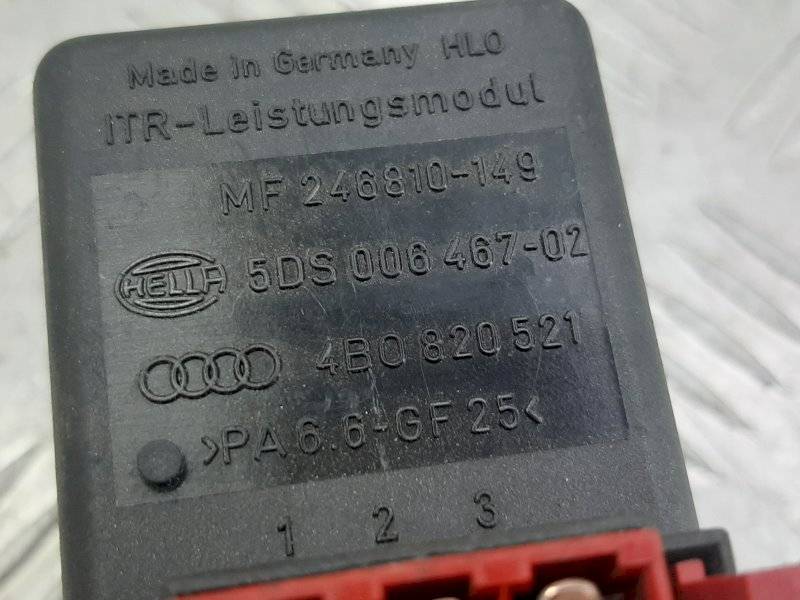 Made in Germany HLO
ITR-Leistungsmodul
MF 246810-149
HELLA 5DS 006 467-02
4B0 820 521
>PA 6.6-GF 25<
1 2 3